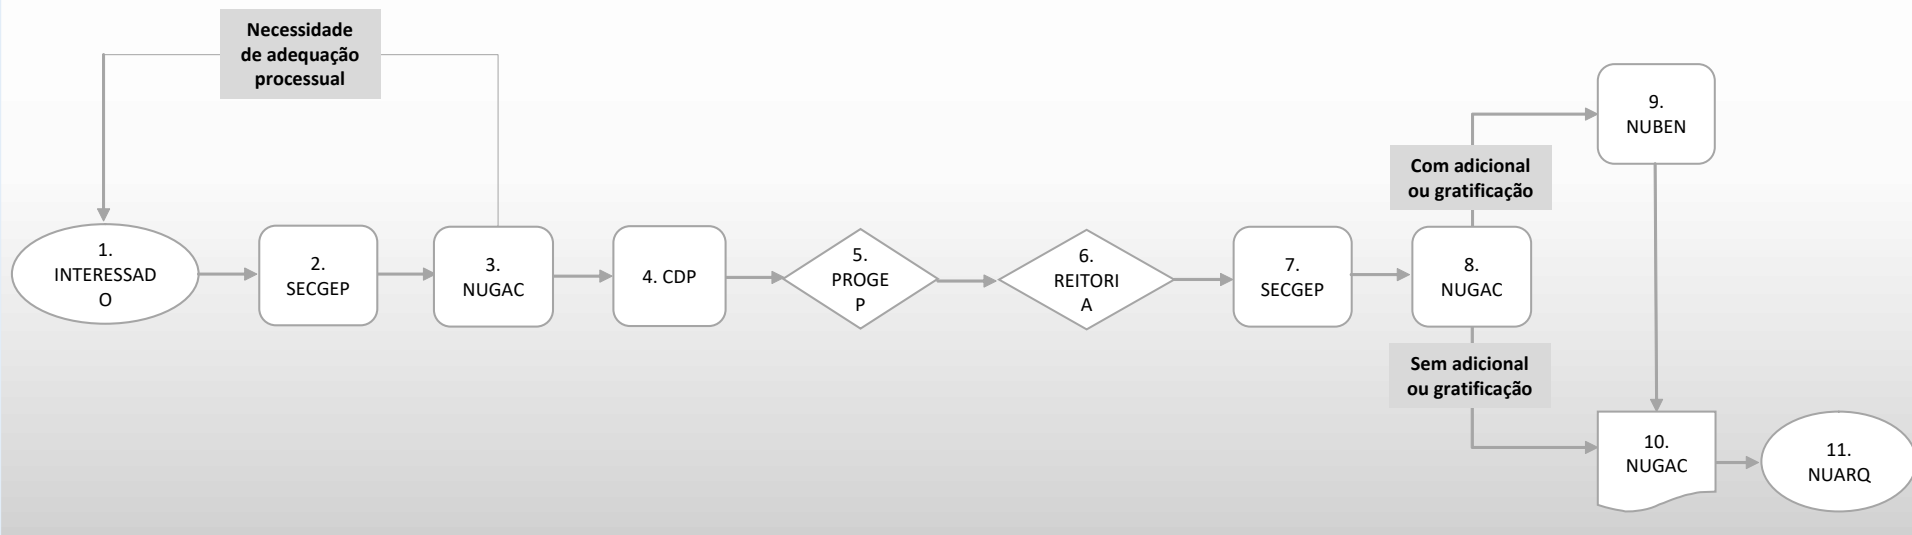 Necessidade
de adequação
processual
1.
INTERESSAD
O
2.
SECGEP
3.
NUGAC
4. CDP
5.
PROGE
P
6.
REITORI
A
7.
SECGEP
8.
NUGAC
Com adicional
ou gratificação
Sem adicional
ou gratificação
9.
NUBEN
10.
NUGAC
11.
NUARQ